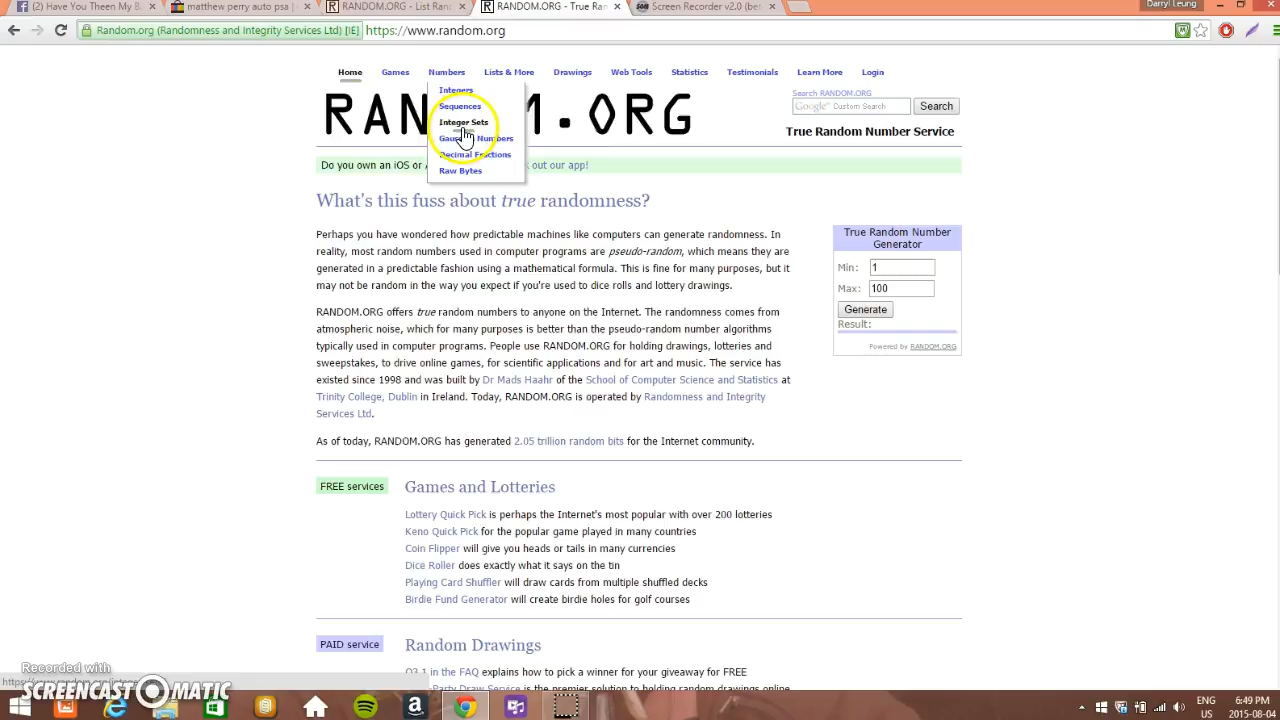 (2) Have You Theen My B
matthew perry auto psa
RANDOM.ORG - List Ran
RANDOM.ORG - True Ran
Screen Recorder v2.0 (bet
Darryl Leung
Random.org (Randomness and Integrity Services Ltd) [IE]
https://www.random.org
Home Games Numbers Lists & More Drawings Web Tools Statistics Testimonials Learn More Login
Integers
Sequences
Integer Sets
Numbers
Decimal Fractions
Raw Bytes
RAN M.ORG
Search RANDOM.ORG
Google Custom Search
Search
True Random Number Service
Do you own an iOS or out our app!
What's this fuss about true randomness?
Perhaps you have wondered how predictable machines like computers can generate randomness. In
reality, most random numbers used in computer programs are pseudo-random, which means they are
generated in a predictable fashion using a mathematical formula. This is fine for many purposes, but it
may not be random in the way you expect if you're used to dice rolls and lottery drawings.
RANDOM.ORG offers true random numbers to anyone on the Internet. The randomness comes from
atmospheric noise, which for many purposes is better than the pseudo-random number algorithms
typically used in computer programs. People use RANDOM.ORG for holding drawings, lotteries and
sweepstakes, to drive online games, for scientific applications and for art and music. The service has
existed since 1998 and was built by Dr Mads Haahr of the School of Computer Science and Statistics at
Trinity College, Dublin in Ireland. Today, RANDOM.ORG is operated by Randomness and Integrity
Services Ltd.
As of today, RANDOM.ORG has generated 2.05 trillion random bits for the Internet community.
True Random Number
Generator
Min: 1
Max: 100
Generate
Result:
Powered by RANDOM.ORG
FREE services
Games and Lotteries
Lottery Quick Pick is perhaps the Internet's most popular with over 200 lotteries
Keno Quick Pick for the popular game played in many countries
Coin Flipper will give you heads or tails in many currencies
Dice Roller does exactly what it says on the tin
Playing Card Shuffler will draw cards from multiple shuffled decks
Birdie Fund Generator will create birdie holes for golf courses
PAID service
Random Drawings
Q3.1 in the FAQ explains how to pick a winner for your giveaway for FREE
Party Draw Service is the premier solution to holding random drawings online
Recorded with
SCREENCAST MATIC
ENG
US
6:49 PM
2015-08-04